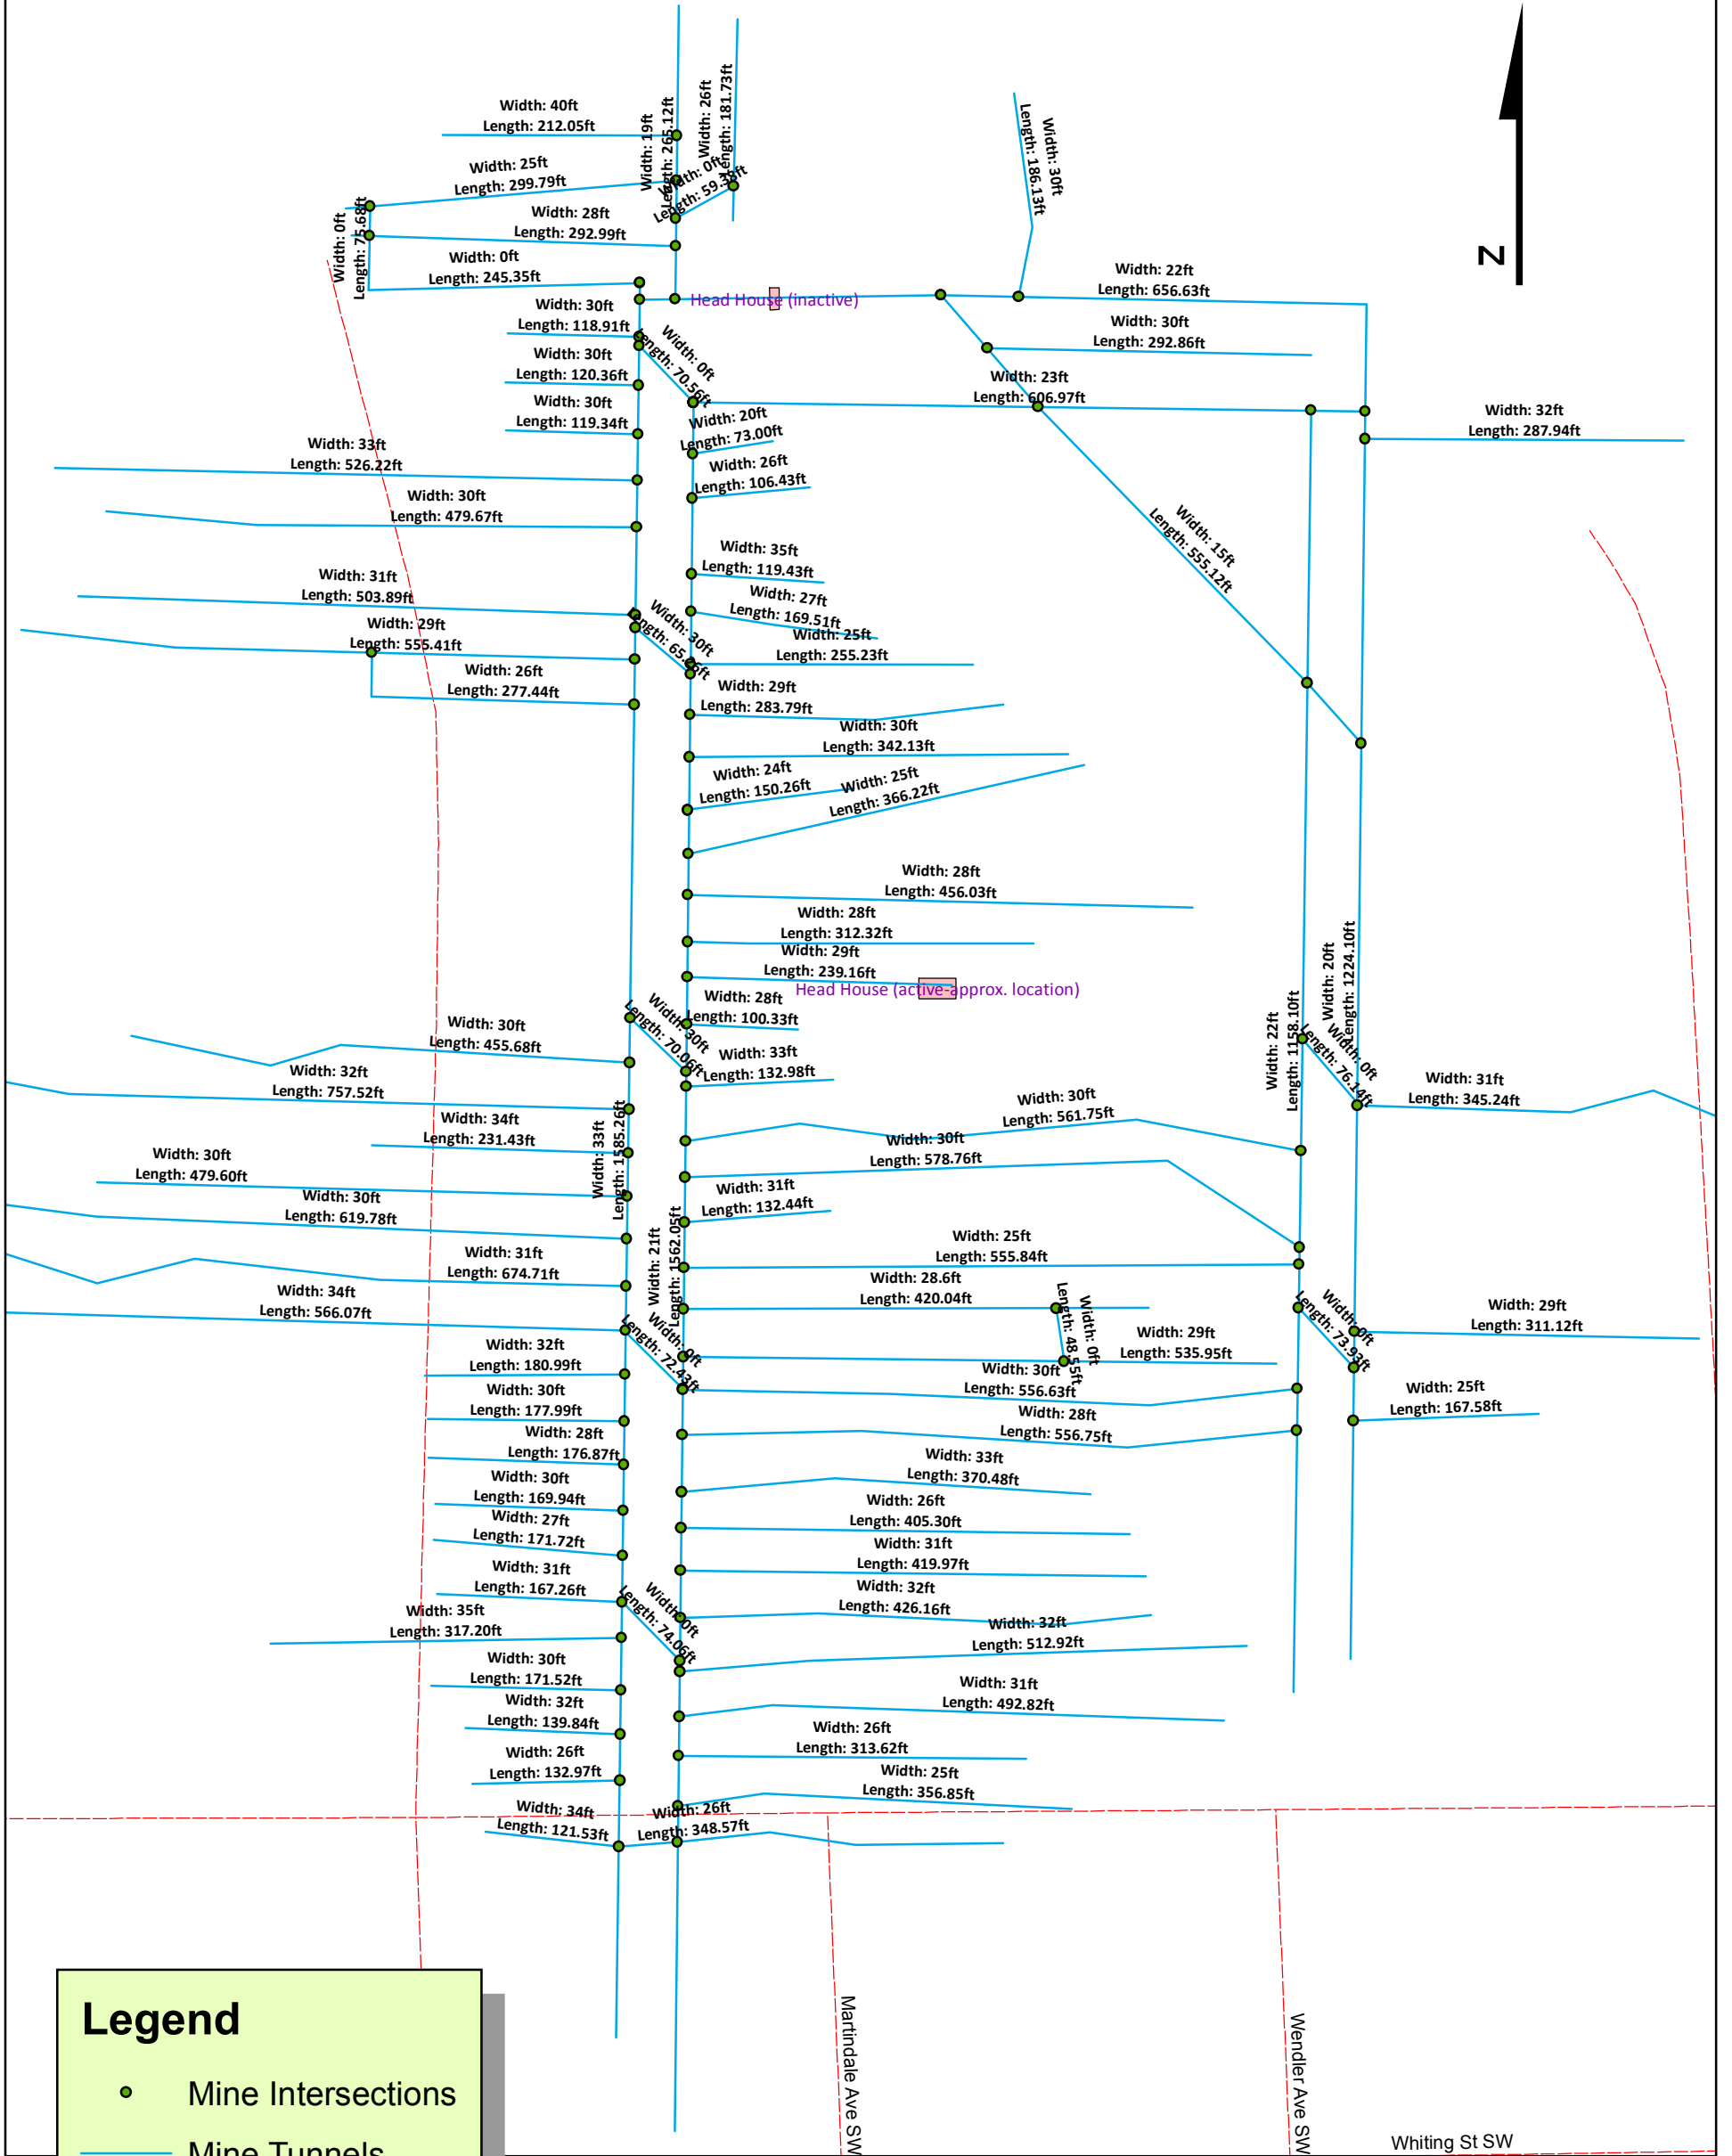 Width: 40ft
Length: 212.05ft
Width: 19ft
Length: 265.12ft
Width: 26ft
Length: 181.73ft
Width: 30ft
Length: 186.13ft
Width: 25ft
Length: 299.79ft
Width: 0ft
Length: 59.38ft
Width: 0ft
Length: 75.68ft
Width: 28ft
Length: 292.99ft
Width: 0ft
Length: 245.35ft
N
Head House (inactive)
Width: 22ft
Length: 656.63ft
Width: 30ft
Length: 118.91ft
Width: 0ft
Length: 70.56ft
Width: 30ft
Length: 292.86ft
Width: 30ft
Length: 120.36ft
Width: 23ft
Length: 606.97ft
Width: 30ft
Length: 119.34ft
Width: 20ft
Length: 73.00ft
Width: 32ft
Length: 287.94ft
Width: 33ft
Length: 526.22ft
Width: 26ft
Length: 106.43ft
Width: 30ft
Length: 479.67ft
Width: 15ft
Length: 555.12ft
Width: 35ft
Length: 119.43ft
Width: 31ft
Length: 503.89ft
Width: 27ft
Length: 169.51ft
Width: 30ft
Width: 29ft
Length: 555.41ft
Width: 25ft
Length: 255.23ft
Width: 26ft
Length: 277.44ft
Width: 29ft
Length: 283.79ft
Width: 30ft
Length: 342.13ft
Width: 24ft
Length: 150.26ft
Width: 25ft
Length: 366.22ft
Width: 28ft
Length: 456.03ft
Width: 28ft
Length: 312.32ft
Width: 29ft
Length: 239.16ft
Head House (active-approx. location)
Width: 20ft
Length: 1224.10ft
Width: 22ft
Length: 1158.10ft
Width: 28ft
Length: 100.33ft
Width: 30ft
Length: 70.06ft
Width: 30ft
Length: 455.68ft
Width: 33ft
Length: 132.98ft
Width: 0ft
Length: 76.14ft
Width: 32ft
Length: 757.52ft
Width: 31ft
Length: 345.24ft
Width: 30ft
Length: 561.75ft
Width: 34ft
Length: 231.43ft
Width: 33ft
Length: 1585.26ft
Width: 30ft
Length: 578.76ft
Width: 30ft
Length: 479.60ft
Width: 31ft
Length: 132.44ft
Width: 30ft
Length: 619.78ft
Width: 21ft
Length: 1562.05ft
Width: 25ft
Length: 555.84ft
Width: 31ft
Length: 674.71ft
Width: 28.6ft
Length: 420.04ft
Width: 34ft
Length: 566.07ft
Width: 0ft
Length: 48.55ft
Width: 0ft
Length: 73.93ft
Width: 29ft
Length: 311.12ft
Width: 0ft
Length: 72.43ft
Width: 29ft
Length: 535.95ft
Width: 32ft
Length: 180.99ft
Width: 30ft
Length: 556.63ft
Width: 30ft
Length: 177.99ft
Width: 25ft
Length: 167.58ft
Width: 28ft
Length: 556.75ft
Width: 28ft
Length: 176.87ft
Width: 33ft
Length: 370.48ft
Width: 30ft
Length: 169.94ft
Width: 26ft
Length: 405.30ft
Width: 27ft
Length: 171.72ft
Width: 31ft
Length: 419.97ft
Width: 31ft
Length: 167.26ft
Width: 32ft
Length: 426.16ft
Width: 0ft
Length: 74.06ft
Width: 35ft
Length: 317.20ft
Width: 32ft
Length: 512.92ft
Width: 30ft
Length: 171.52ft
Width: 31ft
Length: 492.82ft
Width: 32ft
Length: 139.84ft
Width: 26ft
Length: 313.62ft
Width: 26ft
Length: 132.97ft
Width: 25ft
Length: 356.85ft
Width: 34ft
Length: 121.53ft
Width: 26ft
Length: 348.57ft
Martindale Ave SW
Wendler Ave SW
Whiting St SW
Legend
Mine Intersections
Mine Tunnels